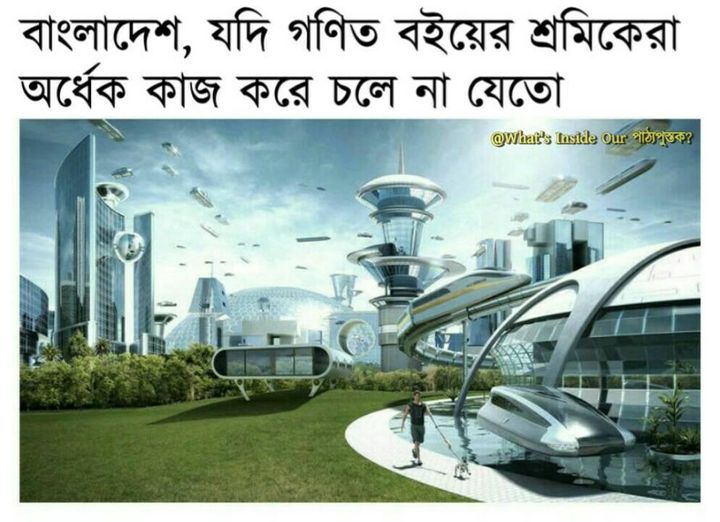 বাংলাদেশ, যদি গণিত বইয়ের শ্রমিকেরা
অর্ধেক কাজ করে চলে না যেতো
@What's Inside Our পাঠ্যপুস্তক?